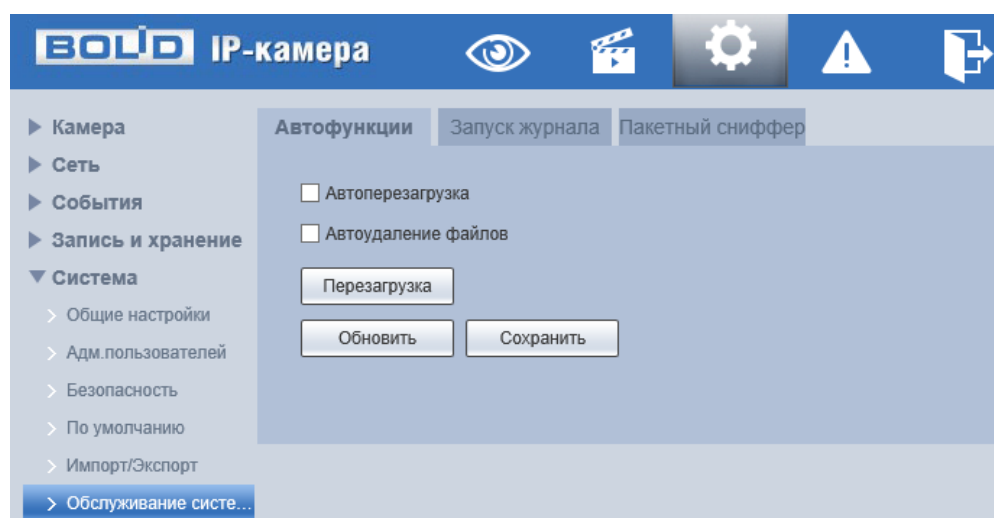 BOLID IP-камера
Камера
Сеть
События
Запись и хранение
Система
Общие настройки
Адм.пользователей
Безопасность
По умолчанию
Импорт/Экспорт
Обслуживание систе...
Автофункции Запуск журнала Пакетный сниффер
Автоперезагрузка
Автоудаление файлов
Перезагрузка
Обновить Сохранить